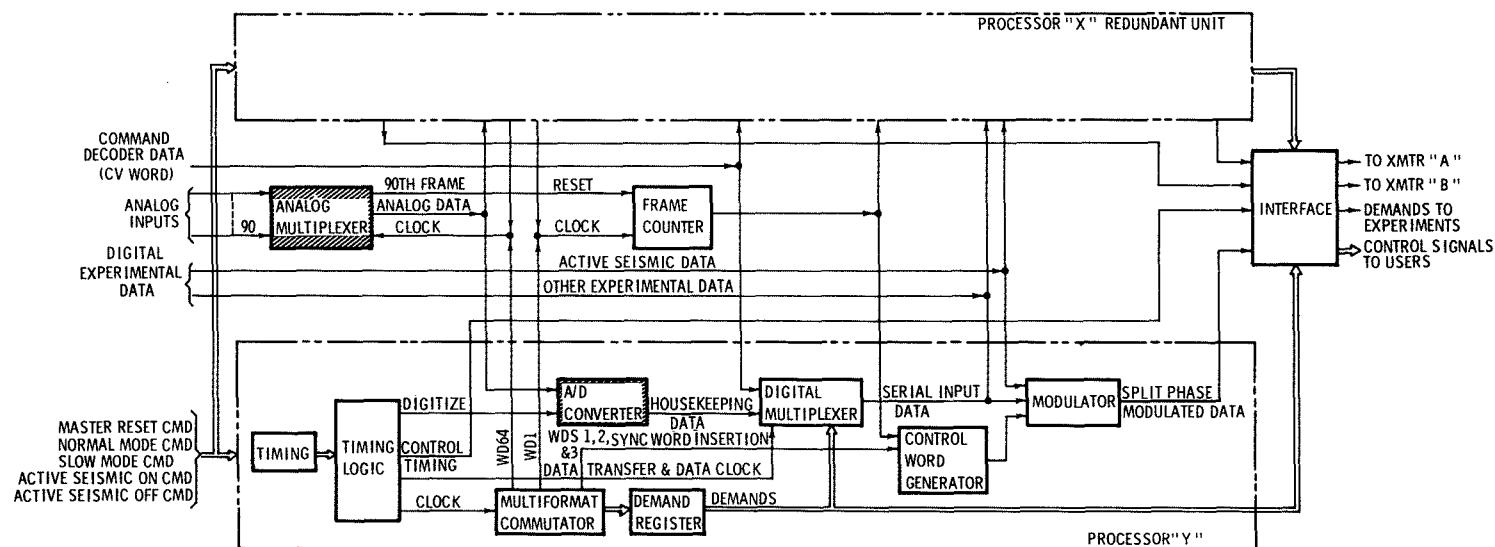 PROCESSOR "X" REDUNDANT UNIT
COMMAND
DECODER DATA
(CV WORD)
ANALOG
INPUTS
90
ANALOG
MULTIPLEXER
90TH FRAME
ANALOG DATA
CLOCK
RESET
CLOCK
FRAME
COUNTER
DIGITAL
EXPERIMENTAL
DATA
ACTIVE SEISMIC DATA
OTHER EXPERIMENTAL DATA
INTERFACE
TO XMTR "A"
TO XMTR "B"
DEMANDS TO
EXPERIMENTS
CONTROL SIGNALS
TO USERS
MASTER RESET CMD
NORMAL MODE CMD
SLOW MODE CMD
ACTIVE SEISMIC ON CMD
ACTIVE SEISMIC OFF CMD
TIMING
TIMING
LOGIC
DIGITIZE
CONTROL
TIMING
CLOCK
WD64
WD1
A/D
CONVERTER
HOUSEKEEPING
DATA
WDS 1, 2,
&3
SYNC WORD INSERTION
DATA TRANSFER & DATA CLOCK
MULTIFORMAT
COMMUTATOR
DEMAND
REGISTER
DEMANDS
DIGITAL
MULTIPLEXER
SERIAL INPUT
DATA
CONTROL
WORD
GENERATOR
MODULATOR
SPLIT PHASE
MODULATED DATA
PROCESSOR "Y"